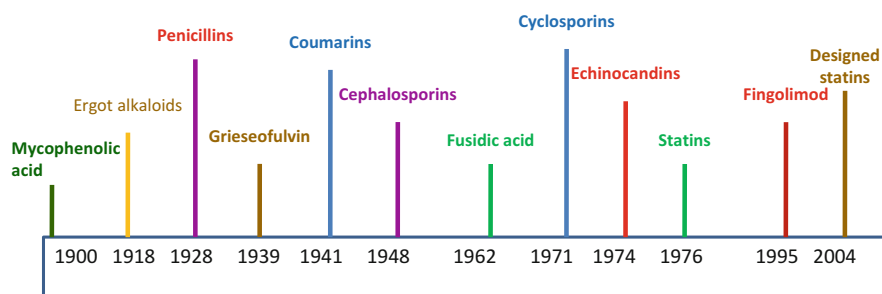 Cyclosporins
Penicillins
Coumarins
Designed
statins
Echinocandins
Ergot alkaloids
Cephalosporins
Fingolimod
Grieseofulvin
Fusidic acid
Statins
Mycophenolic
acid
1900 1918 1928 1939 1941 1948 1962 1971 1974 1976 1995 2004